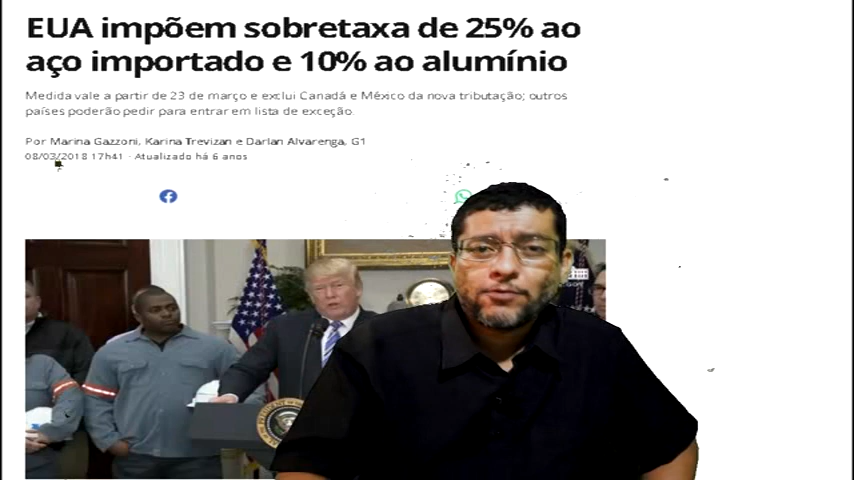 EUA impõem sobretaxa de 25% ao
aço importado e 10% ao alumínio
Medida vale a partir de 23 de março e exclui Canadá e México da nova tributação; outros
países poderão pedir para entrar em lista de exceção.
Por Marina Gazzoni, Karina Trevizan e Darlan Alvarenga, G1
08/03/2018 17h41 · Atualizado há 6 anos